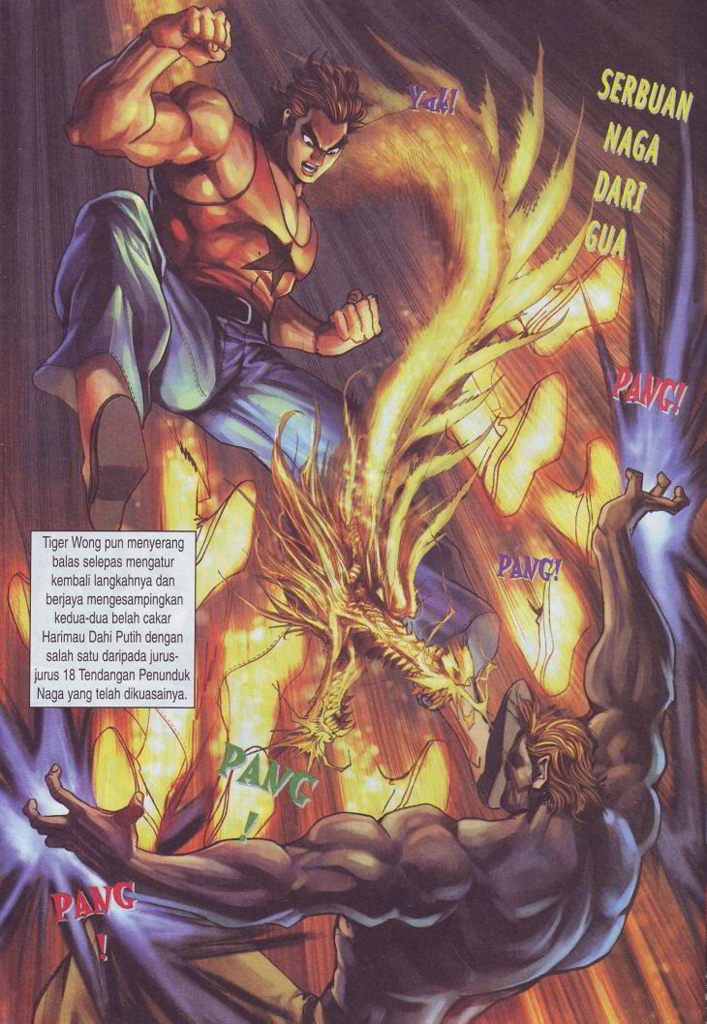 Yak!
SERBUAN
NAGA
DARI
GUA
PANG!
PANG!
Tiger Wong pun menyerang
balas selepas mengatur
kembali langkahnya dan
berjaya mengesampingkan
kedua-dua belah cakar
Harimau Dahi Putih dengan
salah satu daripada jurus-
jurus 18 Tendangan Penunduk
Naga yang telah dikuasainya.
PANG
!
PANG
!